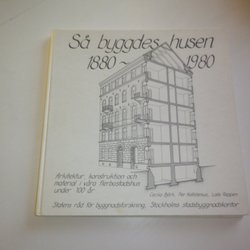 Så byggdes husen
1880 ~ 1980
Arkitektur, konstruktion och
material i våra flerbostadshus
under 100 år
Cecilia Björk, Per Kallstenius, Laila Reppen
Statens råd för byggnadsforskning, Stockholms stadsbyggnadskontor